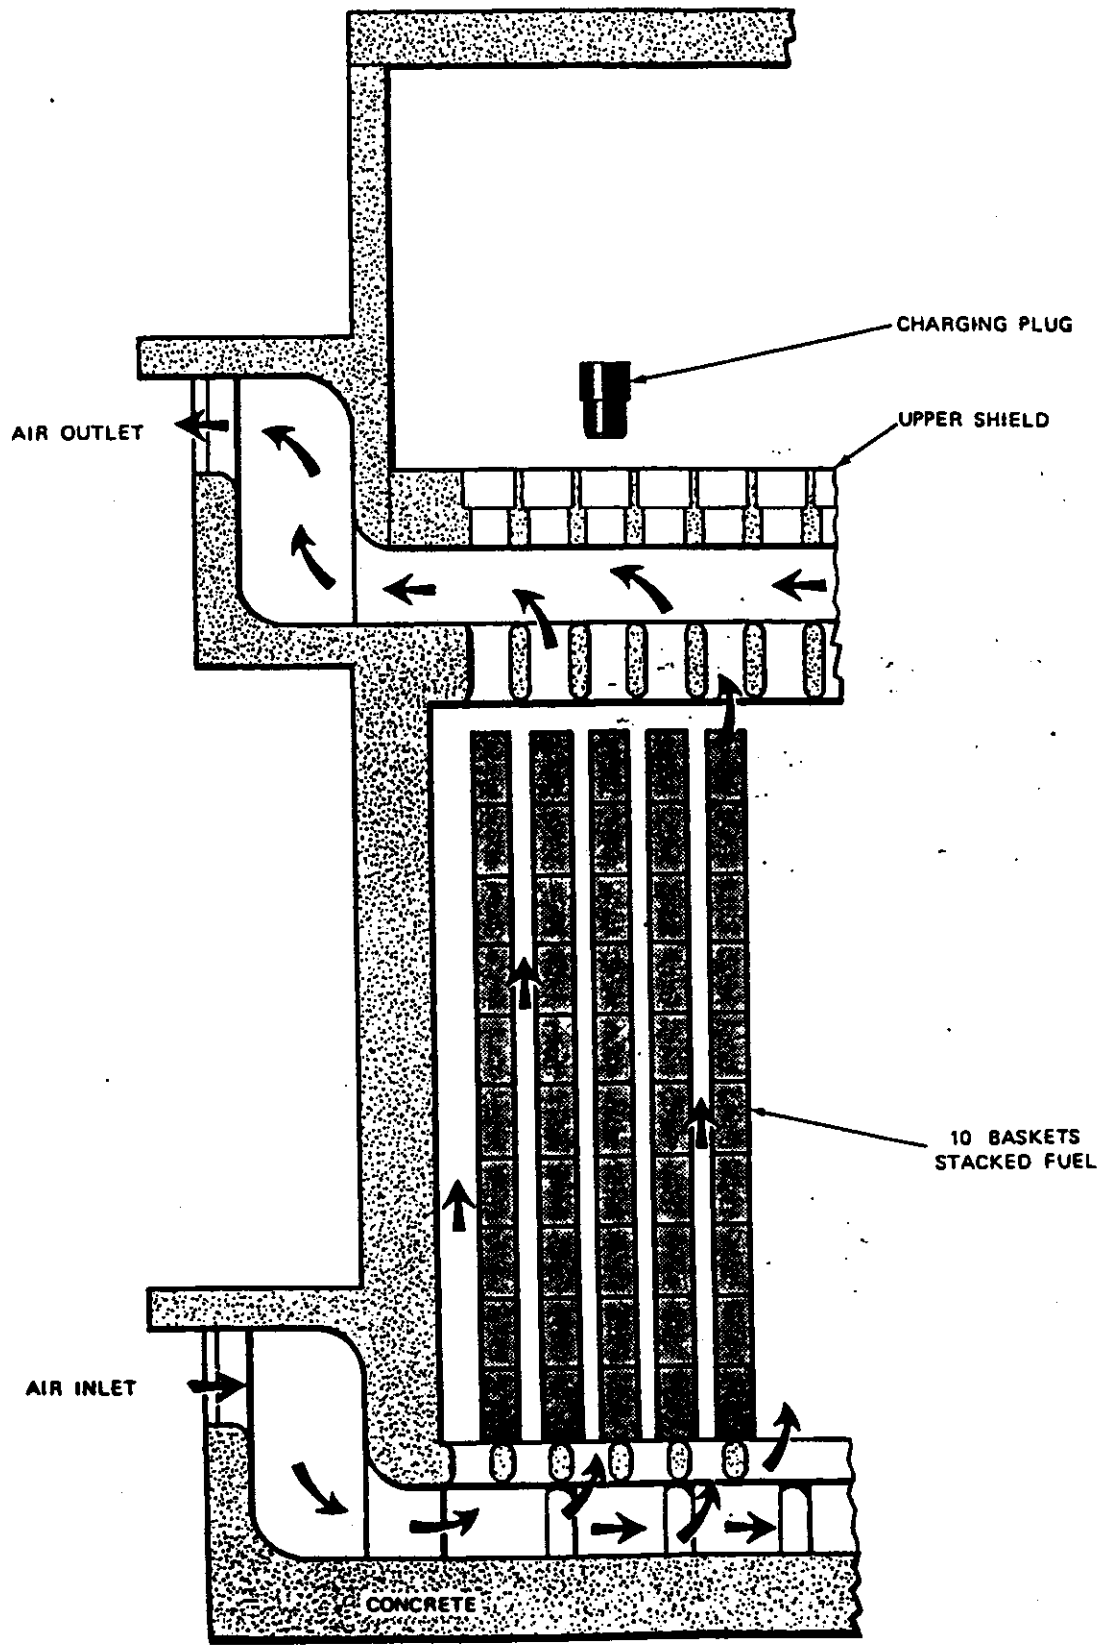 CHARGING PLUG
UPPER SHIELD
AIR OUTLET
10 BASKETS
STACKED FUEL
AIR INLET
CONCRETE